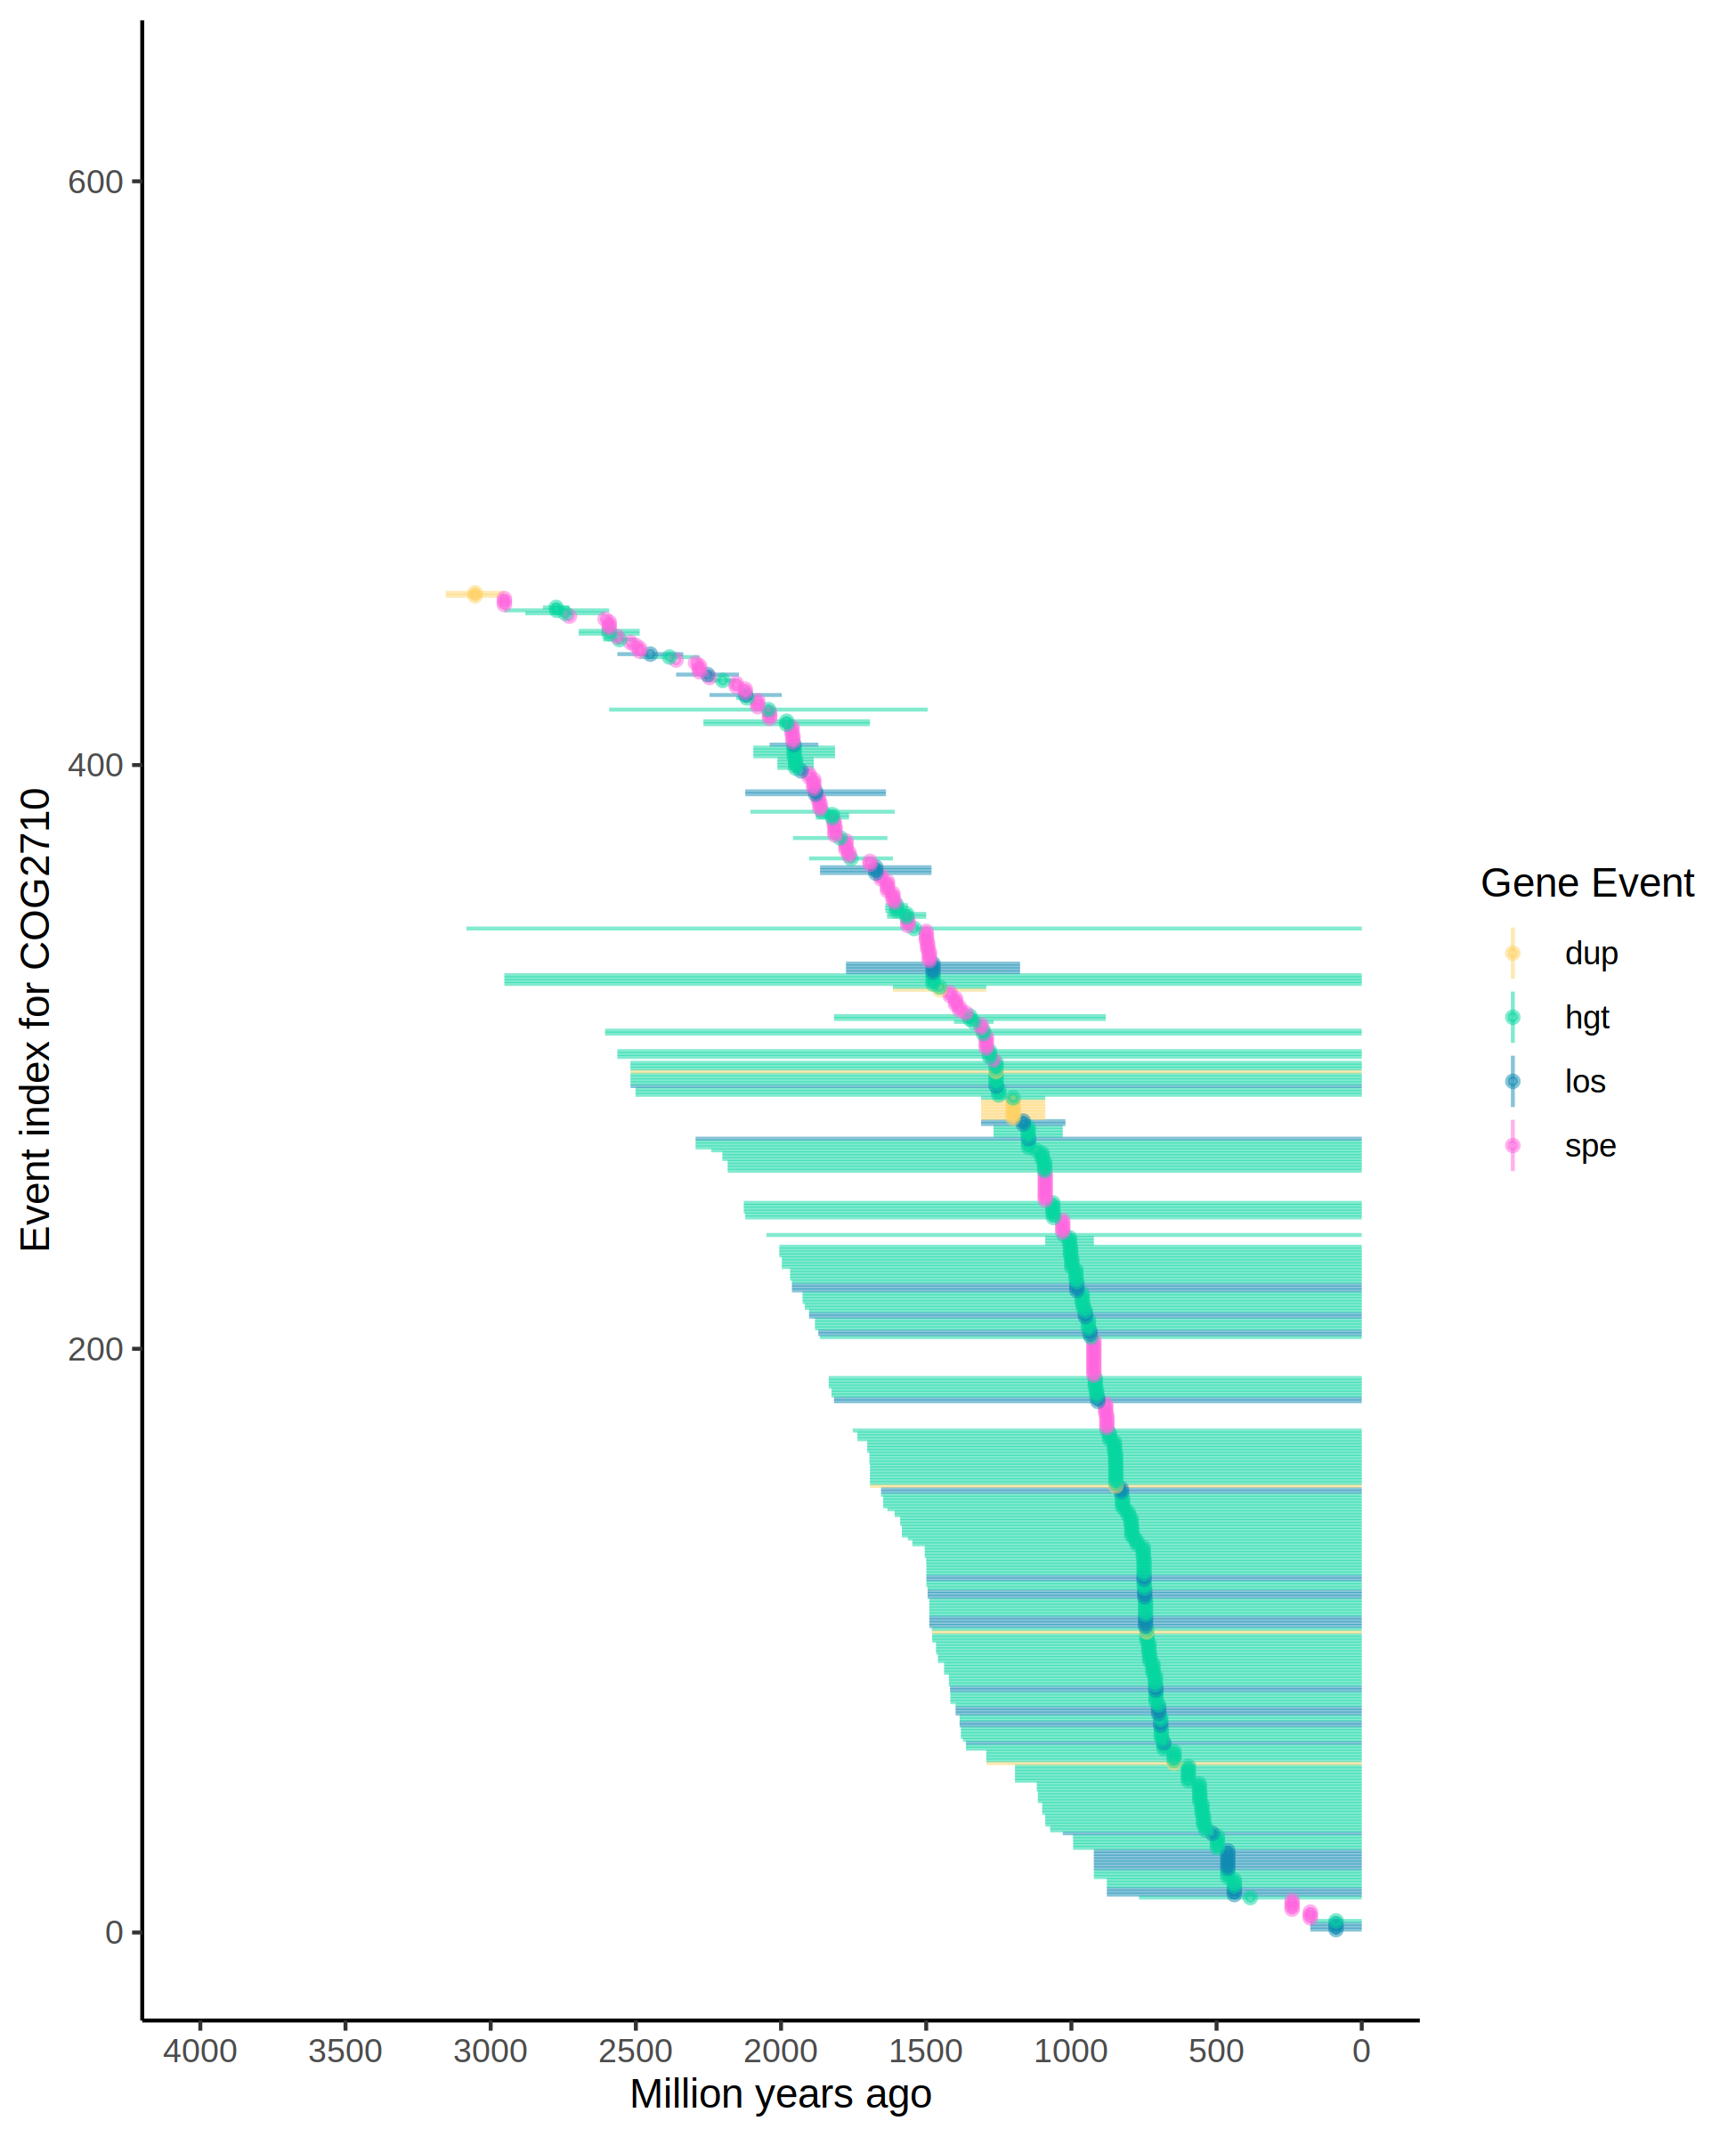 Event index for COG2710
600
400
200
0
4000 3500 3000 2500 2000 1500 1000 500 0
Million years ago
Gene Event
dup
hgt
los
spe